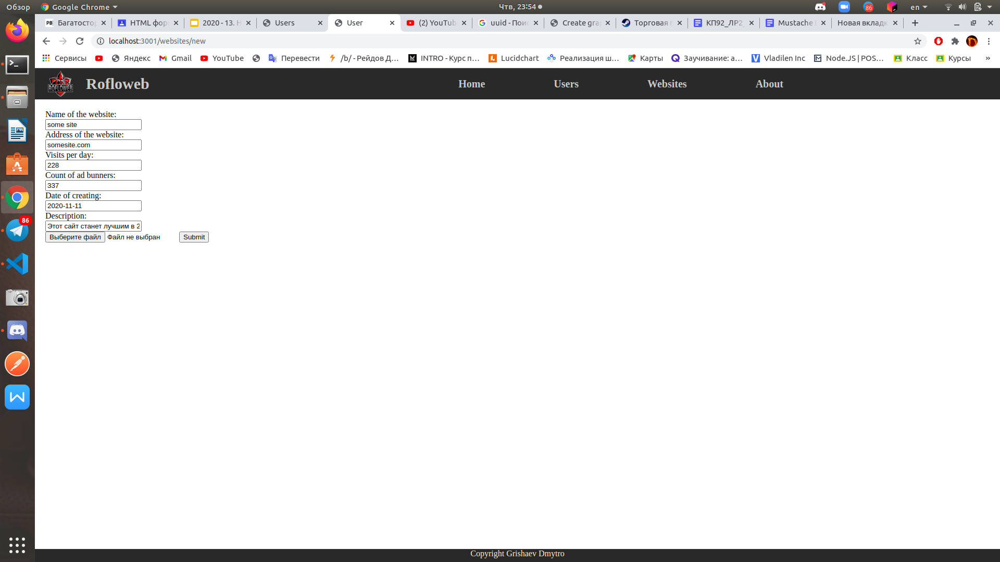 Обзор Google Chrome Чтв, 23:54 86 en
Багатостор HTML фор 2020 - 13. Users User (2) YouTub uuid - Поис Create gra Торговая КП92_ЛР2 Mustache Новая вкладк
localhost:3001/websites/new
Сервисы Яндекс Gmail YouTube Перевести /b/ - Рейдов Д… INTRO - Курс п… Lucidchart Реализация ш… Карты Заучивание: а… Vladilen Inc Node.JS | POS… Класс Курсы »
ROFLOWEB Rofloweb Home Users Websites About
Name of the website:
some site
Address of the website:
somesite.com
Visits per day:
228
Count of ad bunners:
337
Date of creating:
2020-11-11
Description:
Этот сайт станет лучшим в 2
Выберите файл Файл не выбран Submit
86
Copyright Grishaev Dmytro